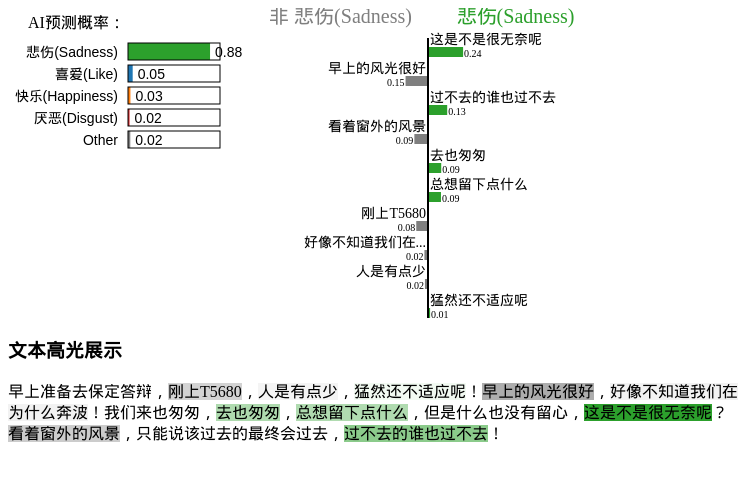 AI预测概率：
悲伤(Sadness) 0.88
喜爱(Like) 0.05
快乐(Happiness) 0.03
厌恶(Disgust) 0.02
Other 0.02
非 悲伤(Sadness) 悲伤(Sadness)
这是不是很无奈呢
0.24
早上的风光很好
0.15
过不去的谁也过不去
0.13
看着窗外的风景
0.09
去也匆匆
0.09
总想留下点什么
0.09
刚上T5680
0.08
好像不知道我们在...
0.02
人是有点少
0.02
猛然还不适应呢
0.01
文本高光展示
早上准备去保定答辩，刚上T5680，人是有点少，猛然还不适应呢！早上的风光很好，好像不知道我们在
为什么奔波！我们来也匆匆，去也匆匆，总想留下点什么，但是什么也没有留心，这是不是很无奈呢？
看着窗外的风景，只能说该过去的最终会过去，过不去的谁也过不去！